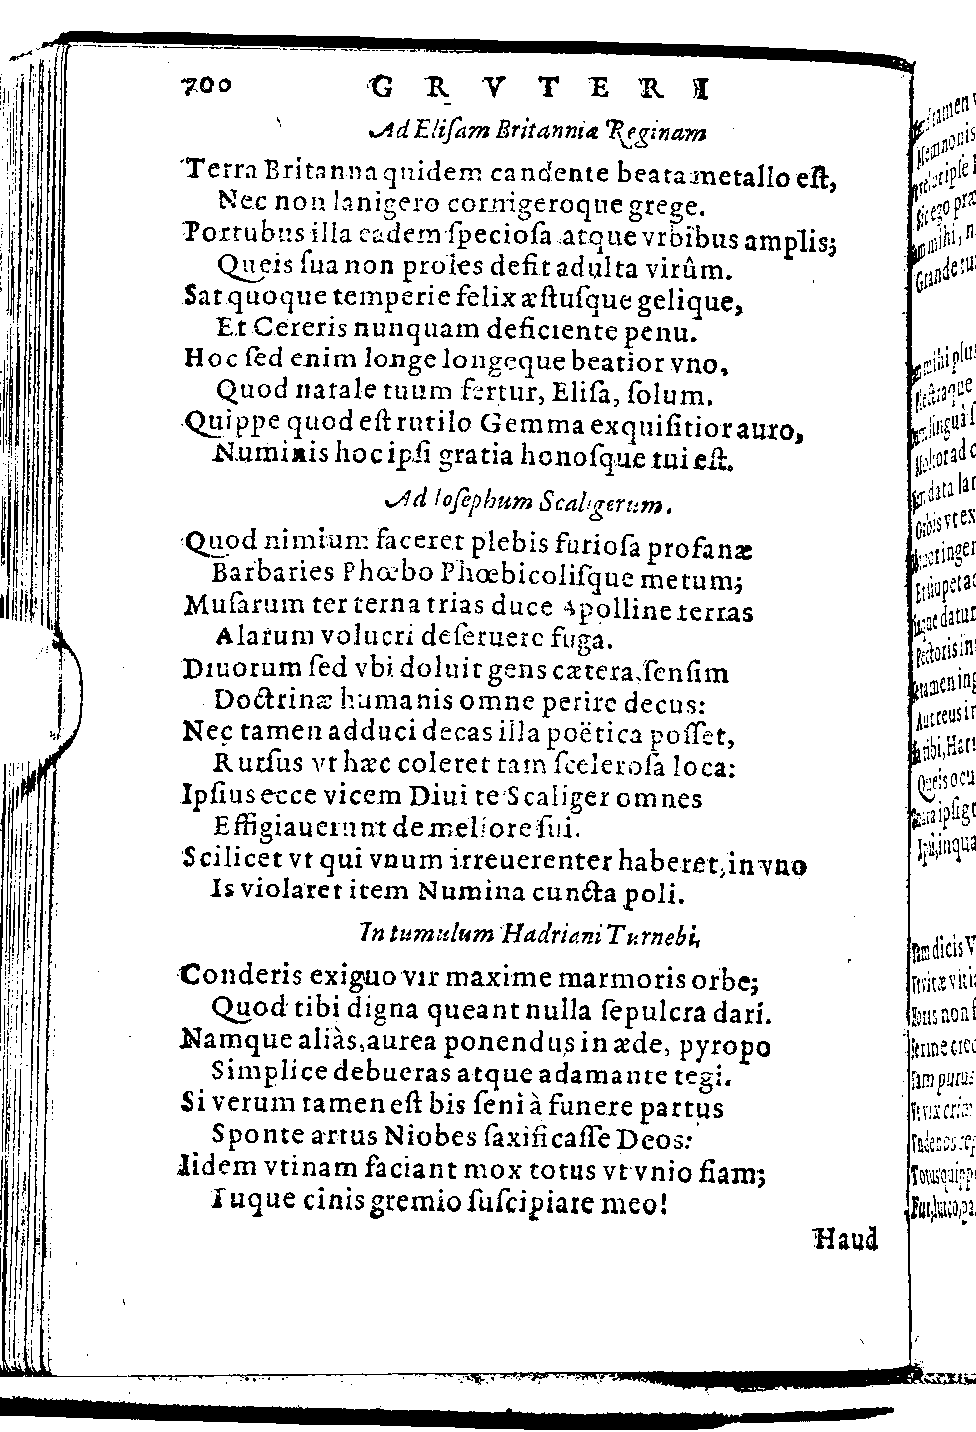 700 GRVTERI
Ad Eliſam Britanniæ Reginam
Terra Britanna quidem candente beata metallo eſt,
Nec non lanigero cornigeroque grege.
Portubus illa eadem ſpecioſa atque vrbibus amplis;
Queis ſua non proles defit adulta virûm.
Sat quoque temperie felix æſtuſque gelique,
Et Cereris nunquam deficiente penu.
Hoc ſed enim longe longeque beatior vno,
Quod natale tuum fertur, Eliſa, ſolum.
Quippe quod eſt rutilo Gemma exquiſitior auro,
Numinis hoc ipſi gratia honoſque tui eſt.
Ad Ioſephum Scaligerum.
Quod nimium faceret plebis furioſa profanæ
Barbaries Phœbo Phœbicoliſque metum;
Muſarum ter terna trias duce Apolline terras
Alarum volucri deſeruere fuga.
Diuorum ſed vbi doluit gens cætera, ſenſim
Doctrinæ humanis omne perire decus:
Nec tamen adduci decas illa poëtica poſſet,
Rurſus vt hæc coleret tam ſceleroſa loca:
Ipſius ecce vicem Diui te Scaliger omnes
Effigiauerunt de meliore ſui.
Scilicet vt qui vnum irreuerenter haberet, in vno
Is violaret item Numina cuncta poli.
In tumulum Hadriani Turnebi,
Conderis exiguo vir maxime marmoris orbe;
Quod tibi digna queant nulla ſepulcra dari.
Namque aliàs, aurea ponendus in æde, pyropo
Simplice debueras atque adamante tegi.
Si verum tamen eſt bis ſeni à funere partus
Sponte artus Niobes ſaxificaſſe Deos:
Iidem vtinam faciant mox totus vt vnio fiam;
Tuque cinis gremio ſuſcipiare meo!
Haud